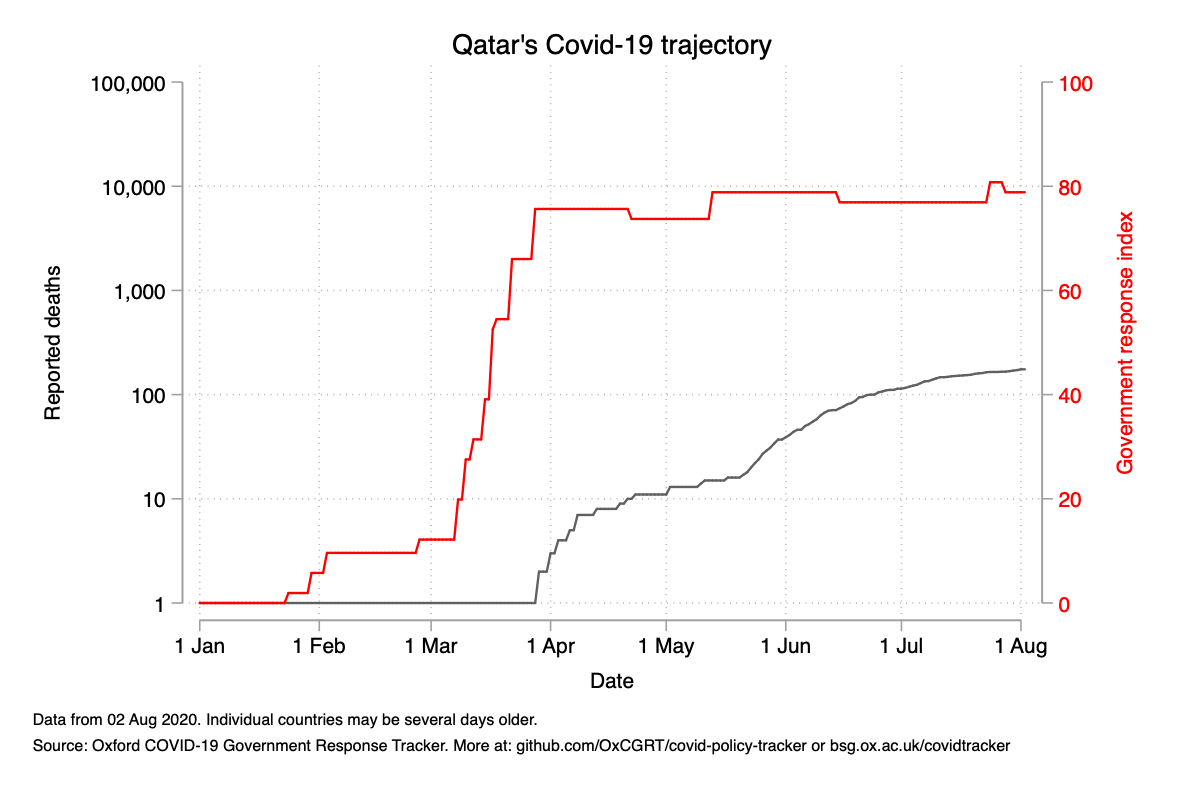 Qatar's Covid-19 trajectory
100,000
10,000
1,000
100
10
1
Reported deaths
100
80
60
40
20
0
Government response index
1 Jan 1 Feb 1 Mar 1 Apr 1 May 1 Jun 1 Jul 1 Aug
Date
Data from 02 Aug 2020. Individual countries may be several days older.
Source: Oxford COVID-19 Government Response Tracker. More at: github.com/OxCGRT/covid-policy-tracker or bsg.ox.ac.uk/covidtracker